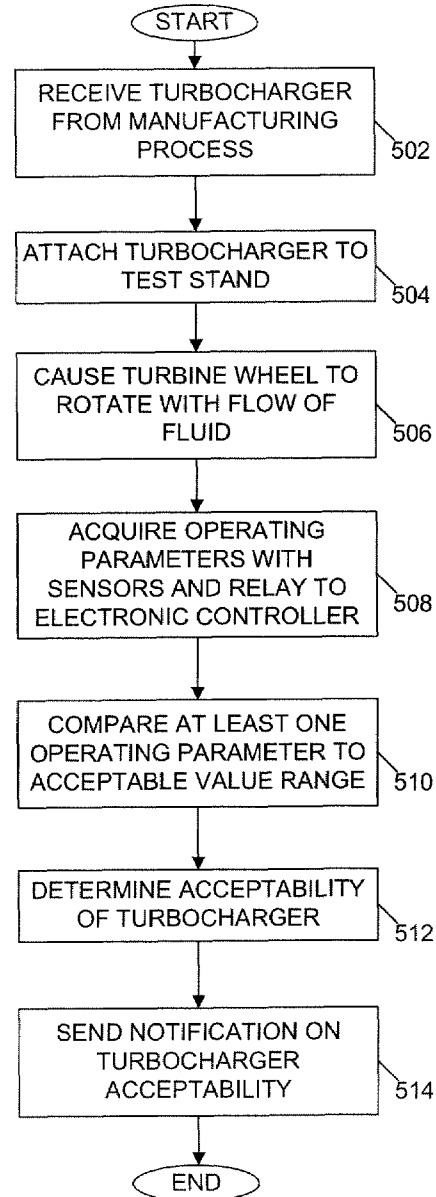 START
RECEIVE TURBOCHARGER
FROM MANUFACTURING
PROCESS
502
ATTACH TURBOCHARGER TO
TEST STAND
504
CAUSE TURBINE WHEEL TO
ROTATE WITH FLOW OF
FLUID
506
ACQUIRE OPERATING
PARAMETERS WITH
SENSORS AND RELAY TO
ELECTRONIC CONTROLLER
508
COMPARE AT LEAST ONE
OPERATING PARAMETER TO
ACCEPTABLE VALUE RANGE
510
DETERMINE ACCEPTABILITY
OF TURBOCHARGER
512
SEND NOTIFICATION ON
TURBOCHARGER
ACCEPTABILITY
514
END